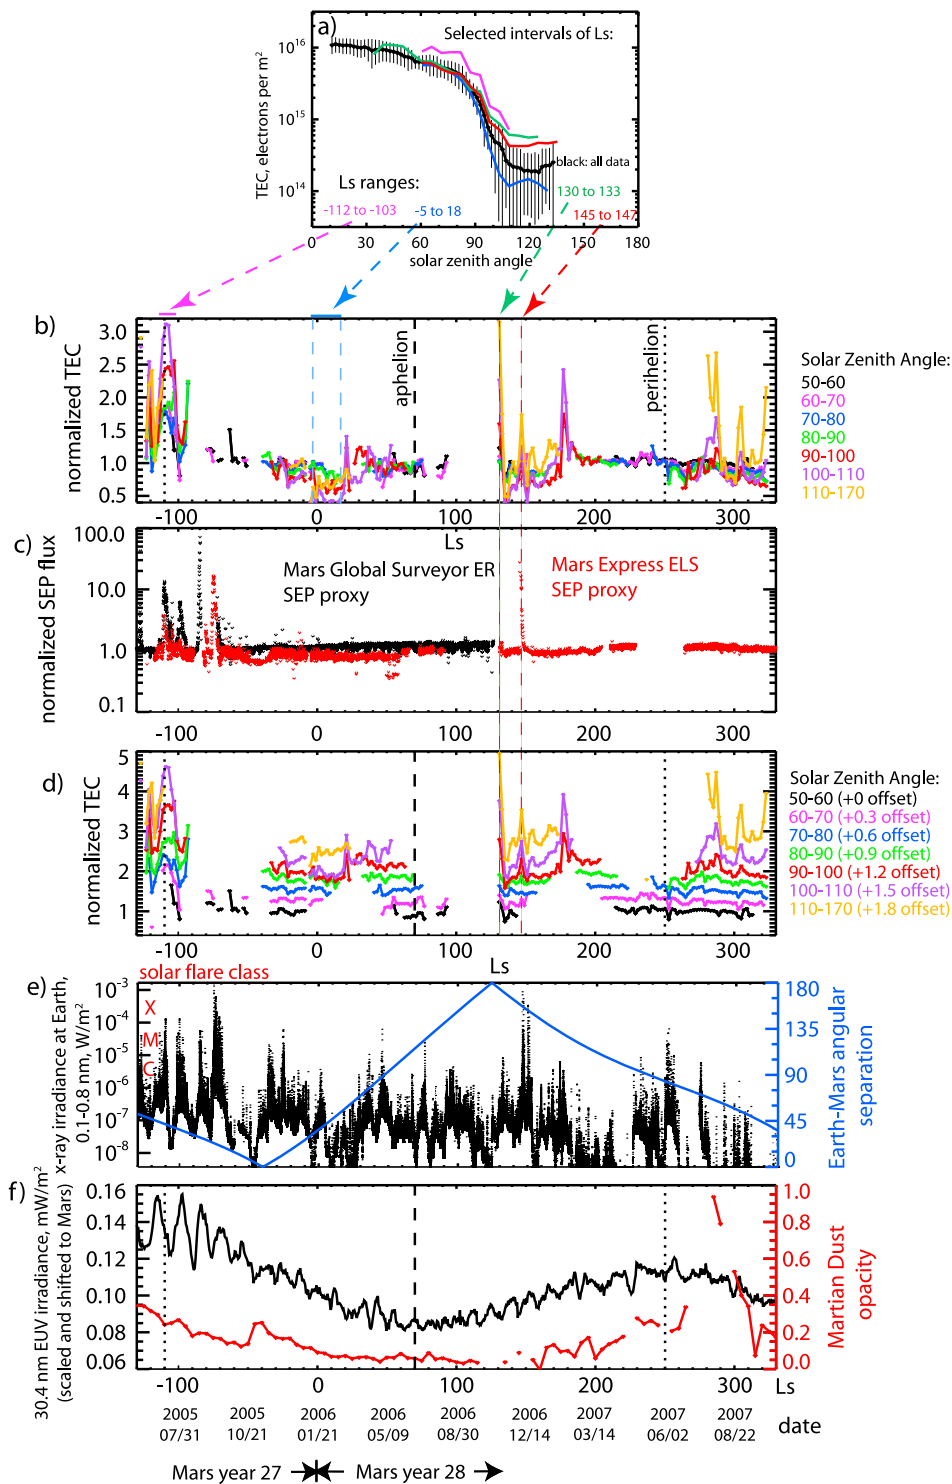 a)
Selected intervals of Ls:
TEC, electrons per m2
10^16
10^15
10^14
black: all data
Ls ranges:
-112 to -103
-5 to 18
130 to 133
145 to 147
0 30 60 90 120 150 180
solar zenith angle
b)
normalized TEC
3.0
2.5
2.0
1.5
1.0
0.5
aphelion
perihelion
Solar Zenith Angle:
50-60
60-70
70-80
80-90
90-100
100-110
110-170
-100 0 100 200 300
Ls
c)
normalized SEP flux
100.0
10.0
1.0
0.1
Mars Global Surveyor ER
SEP proxy
Mars Express ELS
SEP proxy
-100 0 100 200 300
d)
normalized TEC
5
4
3
2
1
Solar Zenith Angle:
50-60 (+0 offset)
60-70 (+0.3 offset)
70-80 (+0.6 offset)
80-90 (+0.9 offset)
90-100 (+1.2 offset)
100-110 (+1.5 offset)
110-170 (+1.8 offset)
-100 0 100 200 300
Ls
solar flare class
e)
x-ray irradiance at Earth,
0.1-0.8 nm, W/m2
10^-3
10^-4
10^-5
10^-6
10^-7
10^-8
X
M
C
180
135
90
45
0
Earth-Mars angular
separation
f)
30.4 nm EUV irradiance, mW/m2
(scaled and shifted to Mars)
0.16
0.14
0.12
0.10
0.08
0.06
1.0
0.8
0.6
0.4
0.2
0.0
Martian Dust
opacity
-100 0 100 200 300 Ls
2005 2005 2006 2006 2006 2006 2007 2007 2007
07/31 10/21 01/21 05/09 08/30 12/14 03/14 06/02 08/22
date
Mars year 27 Mars year 28